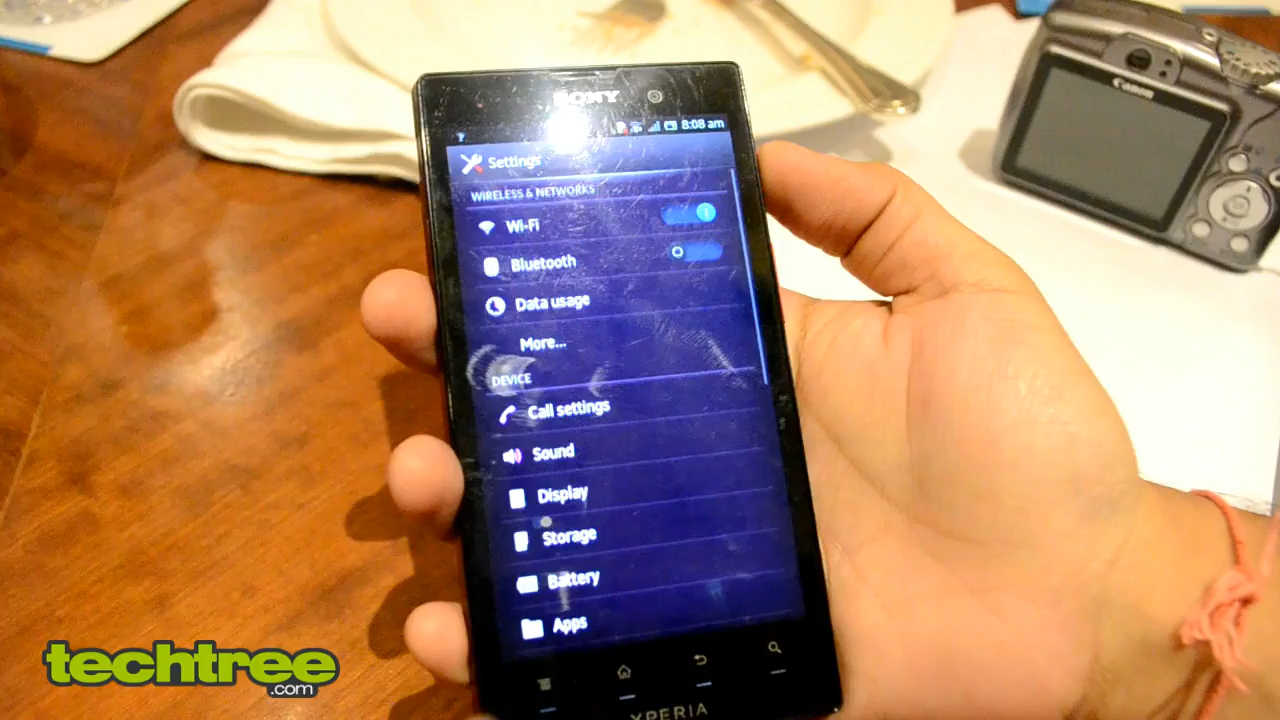 SONY
Canon
8:08 am
Settings
WIRELESS & NETWORKS
Wi-Fi
Bluetooth
Data usage
More...
DEVICE
Call settings
Sound
Display
Storage
Battery
Apps
XPERIA
techtree
.com